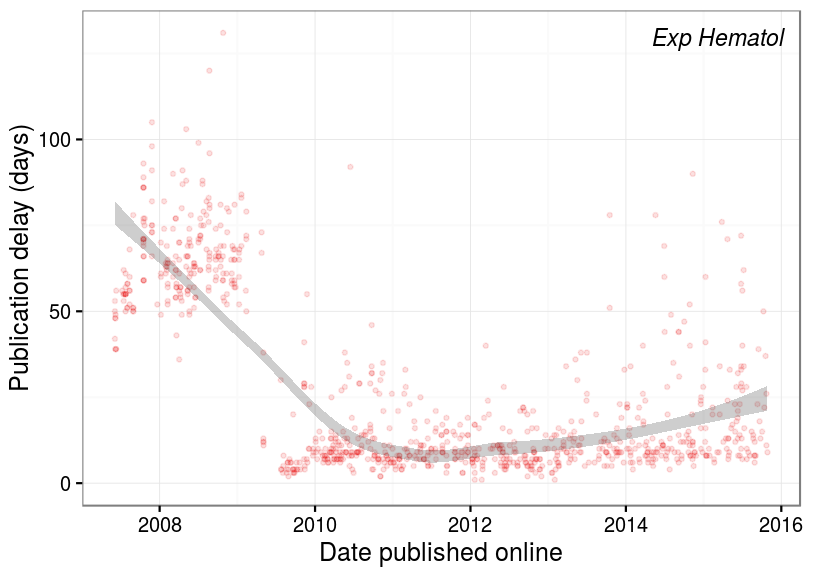 Exp Hematol
Publication delay (days)
100
50
0
2008 2010 2012 2014 2016
Date published online